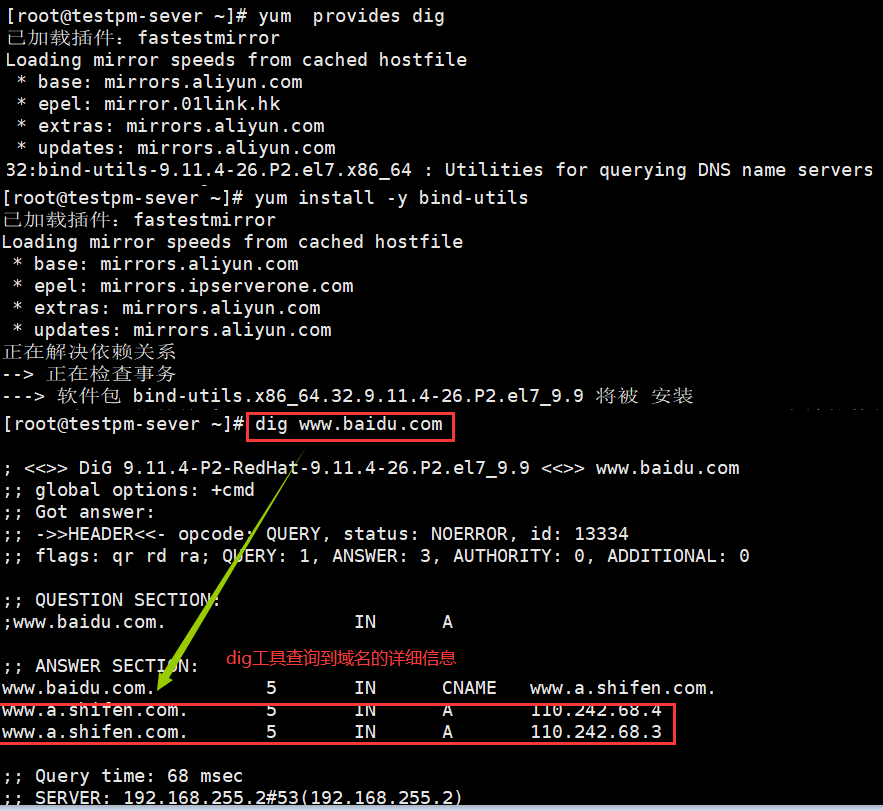 [root@testpm-sever ~]# yum  provides dig
已加载插件：fastestmirror
Loading mirror speeds from cached hostfile
 * base: mirrors.aliyun.com
 * epel: mirror.01link.hk
 * extras: mirrors.aliyun.com
 * updates: mirrors.aliyun.com
32:bind-utils-9.11.4-26.P2.el7.x86_64 : Utilities for querying DNS name servers
[root@testpm-sever ~]# yum install -y bind-utils
已加载插件：fastestmirror
Loading mirror speeds from cached hostfile
 * base: mirrors.aliyun.com
 * epel: mirrors.ipserverone.com
 * extras: mirrors.aliyun.com
 * updates: mirrors.aliyun.com
正在解决依赖关系
--> 正在检查事务
---> 软件包 bind-utils.x86_64.32.9.11.4-26.P2.el7_9.9 将被 安装
[root@testpm-sever ~]# dig www.baidu.com
; <<>> DiG 9.11.4-P2-RedHat-9.11.4-26.P2.el7_9.9 <<>> www.baidu.com
;; global options: +cmd
;; Got answer:
;; ->>HEADER<<- opcode: QUERY, status: NOERROR, id: 13334
;; flags: qr rd ra; QUERY: 1, ANSWER: 3, AUTHORITY: 0, ADDITIONAL: 0
;; QUESTION SECTION:
;www.baidu.com.                 IN      A
dig工具查询到域名的详细信息
;; ANSWER SECTION:
www.baidu.com.          5       IN      CNAME   www.a.shifen.com.
www.a.shifen.com.       5       IN      A       110.242.68.4
www.a.shifen.com.       5       IN      A       110.242.68.3
;; Query time: 68 msec
;; SERVER: 192.168.255.2#53(192.168.255.2)